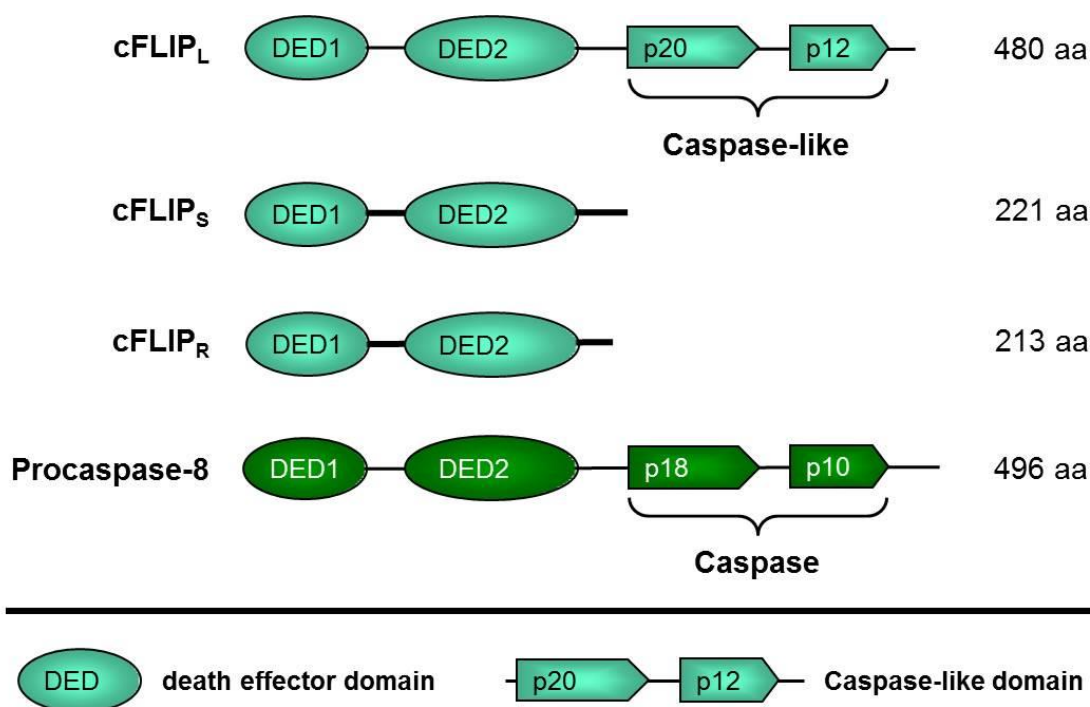 cFLIPL DED1 DED2 p20 p12 480 aa
Caspase-like
cFLIPS DED1 DED2 221 aa
cFLIPR DED1 DED2 213 aa
Procaspase-8 DED1 DED2 p18 p10 496 aa
Caspase
DED death effector domain p20 p12 Caspase-like domain